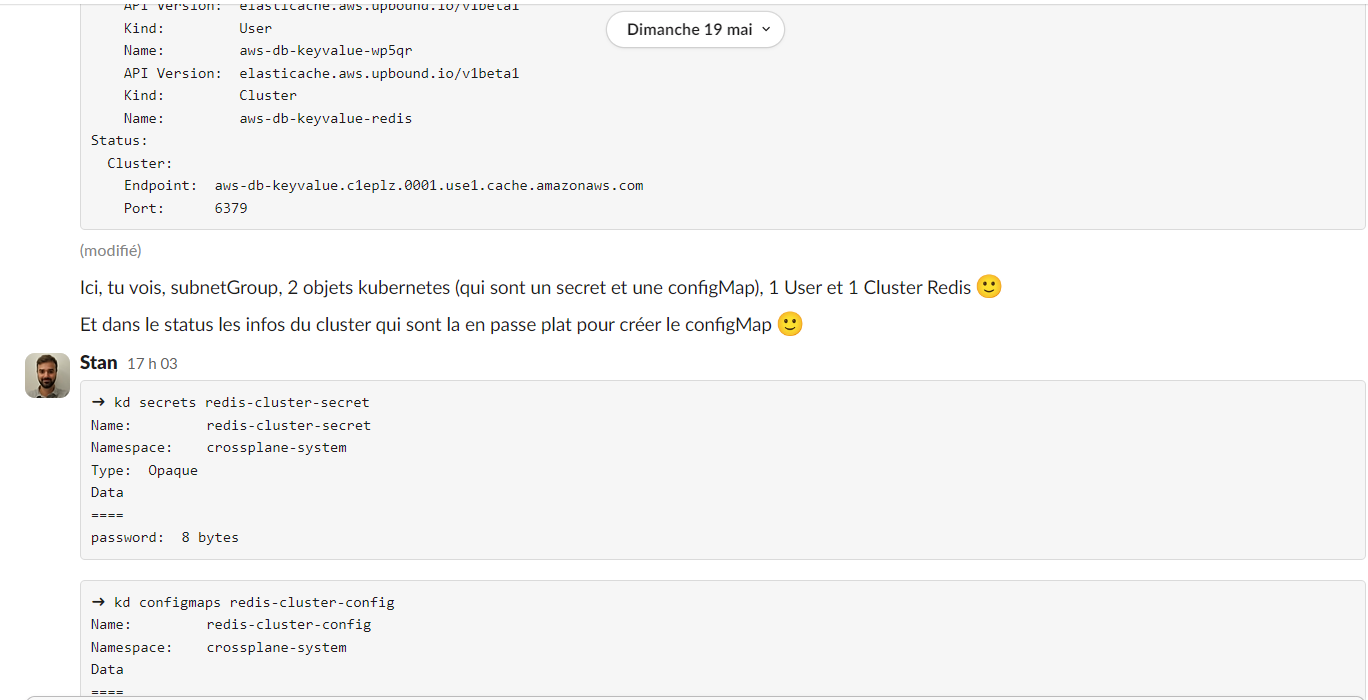 API Version:  elasticache.aws.upbound.io/v1beta1
Dimanche 19 mai
Kind:         User
Name:         aws-db-keyvalue-wp5qr
API Version:  elasticache.aws.upbound.io/v1beta1
Kind:         Cluster
Name:         aws-db-keyvalue-redis
Status:
Cluster:
Endpoint:  aws-db-keyvalue.c1eplz.0001.use1.cache.amazonaws.com
Port:      6379
(modifié)
Ici, tu vois, subnetGroup, 2 objets kubernetes (qui sont un secret et une configMap), 1 User et 1 Cluster Redis 🙂
Et dans le status les infos du cluster qui sont la en passe plat pour créer le configMap 🙂
Stan 17 h 03
→ kd secrets redis-cluster-secret
Name:         redis-cluster-secret
Namespace:    crossplane-system
Type:  Opaque
Data
====
password:  8 bytes
→ kd configmaps redis-cluster-config
Name:         redis-cluster-config
Namespace:    crossplane-system
Data
====